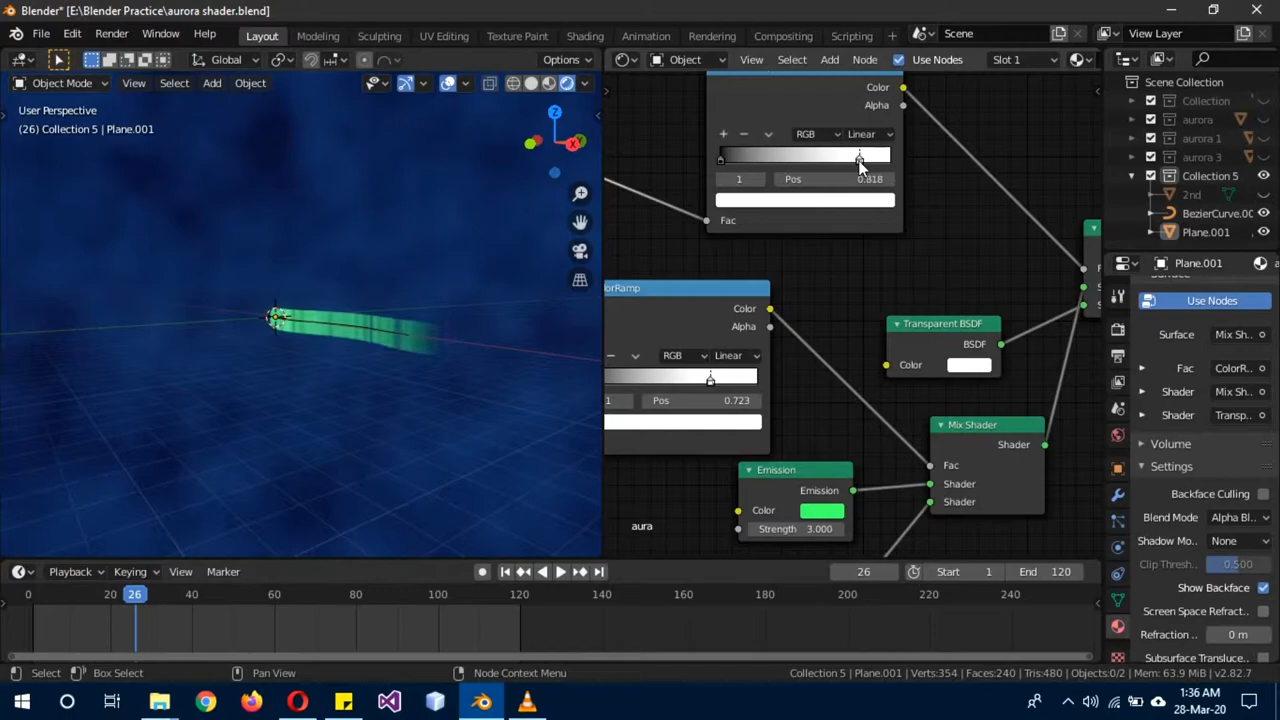 Blender* [E:\Blender Practice\aurora shader.blend]
File Edit Render Window Help Layout Modeling Sculpting UV Editing Texture Paint Shading Animation Rendering Compositing Scripting + Scene View Layer
Global Options Object View Select Add Node Use Nodes Slot 1
Object Mode View Select Add Object
User Perspective
(26) Collection 5 | Plane.001
Z
X
Y
Color
Alpha
RGB Linear
1 Pos 0.818
Fac
lorRamp
Color
Alpha
RGB Linear
1 Pos 0.723
Transparent BSDF
BSDF
Color
Mix Shader
Shader
Fac
Shader
Shader
Emission
Emission
Color
Strength 3.000
aura
Scene Collection
Collection
aurora
aurora 1
aurora 3
Collection 5
2nd
BezierCurve.00
Plane.001
Plane.001
Surface
Use Nodes
Surface Mix Sh..
Fac ColorR..
Shader Mix Sh..
Shader Transp..
Volume
Settings
Backface Culling
Blend Mode Alpha Bl..
Shadow Mo.. None
Clip Thresh.. 0.500
Show Backface
Screen Space Refract..
Refraction .. 0 m
Subsurface Transluce..
Playback Keying View Marker 26 Start 1 End 120
0 20 26 40 60 80 100 120 140 160 180 200 220 240
Select Box Select Pan View Node Context Menu Collection 5 | Plane.001 | Verts:354 | Faces:240 | Tris:480 | Objects:0/2 | Mem: 63.9 MiB | v2.82.7
1:36 AM
28-Mar-20